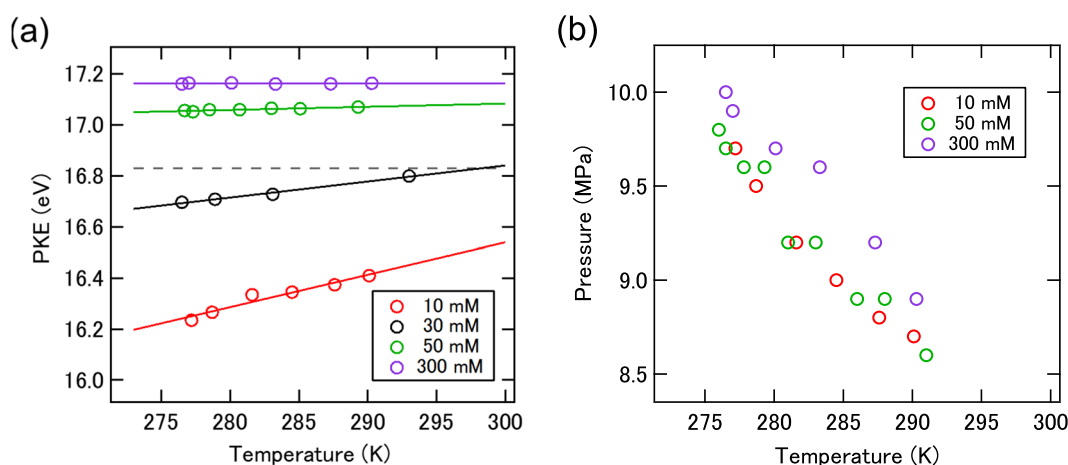 (a)
PKE (eV)
17.2
17.0
16.8
16.6
16.4
16.2
16.0
10 mM
30 mM
50 mM
300 mM
275 280 285 290 295 300
Temperature (K)
(b)
Pressure (MPa)
10.0
9.5
9.0
8.5
10 mM
50 mM
300 mM
275 280 285 290 295 300
Temperature (K)